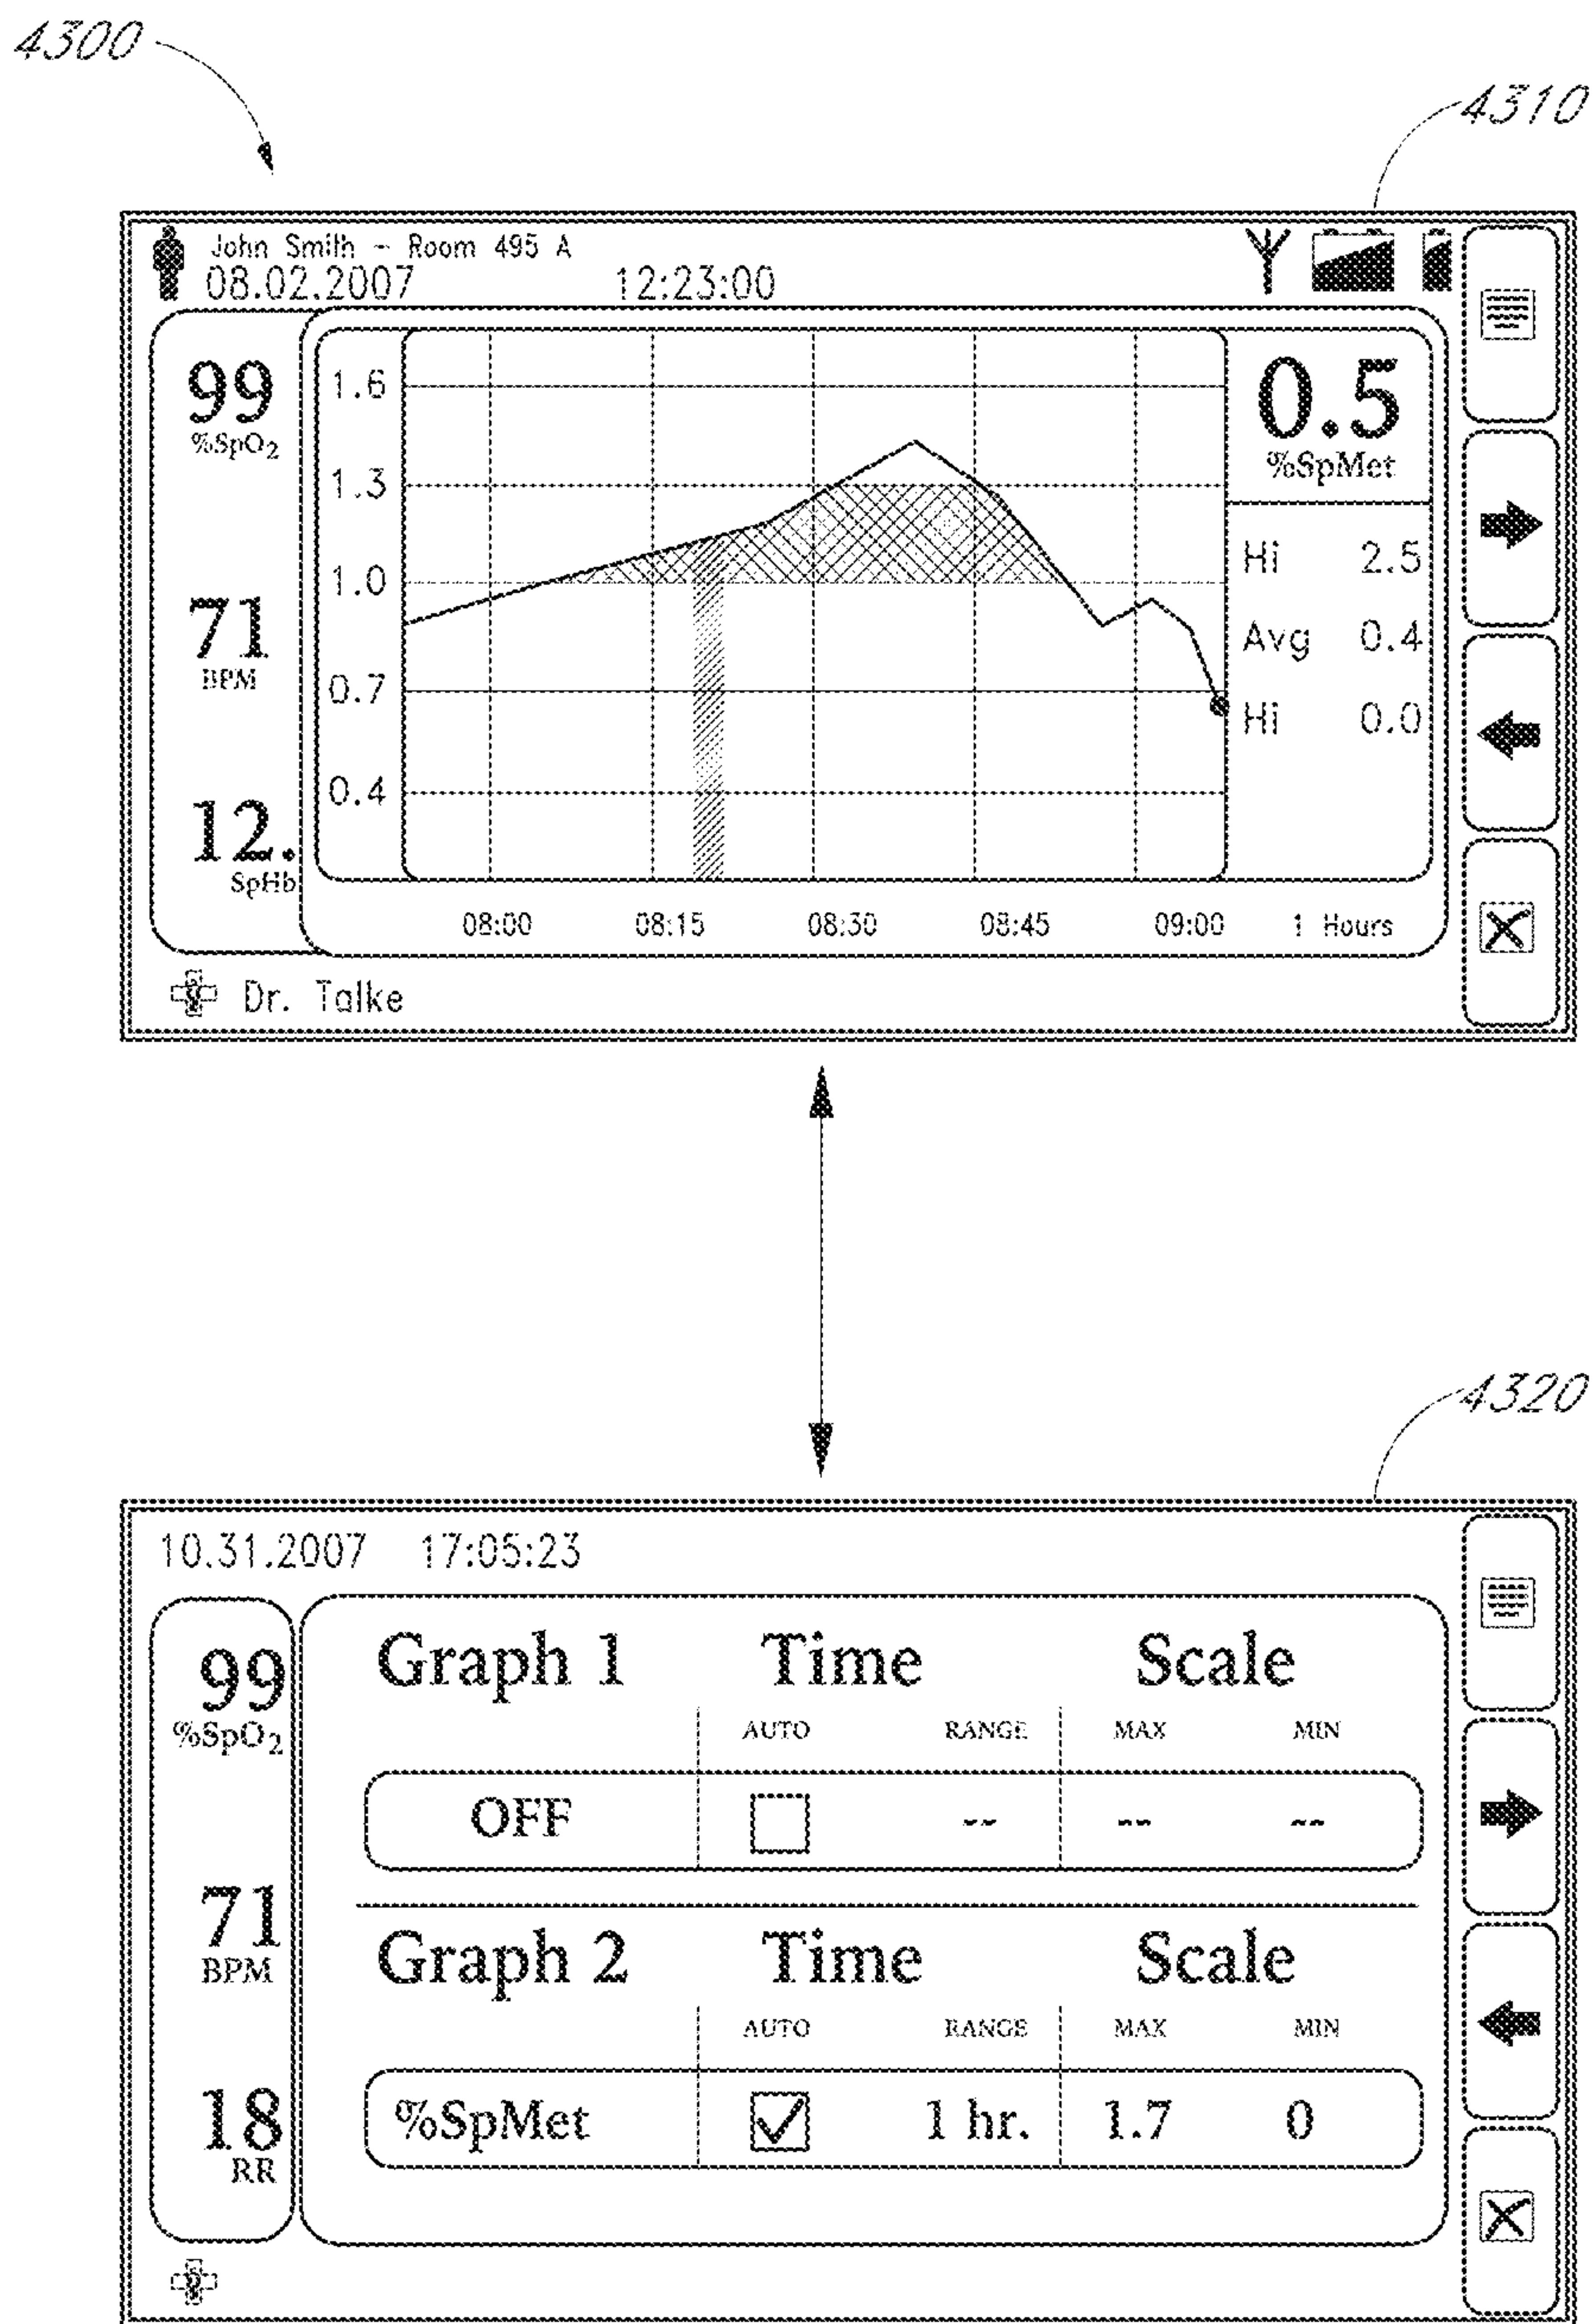 4300
4310
John Smith - Room 495 A
08.02.2007 12:23:00
99
%SpO2
71
BPM
12.
SpHb
1.6
1.3
1.0
0.7
0.4
0.5
%SpMet
Hi 2.5
Avg 0.4
Hi 0.0
08:00 08:15 08:30 08:45 09:00 1 Hours
Dr. Talke
4320
10.31.2007 17:05:23
99
%SpO2
71
BPM
18
RR
Graph 1 Time Scale
AUTO RANGE MAX MIN
OFF -- -- --
Graph 2 Time Scale
AUTO RANGE MAX MIN
%SpMet 1 hr. 1.7 0